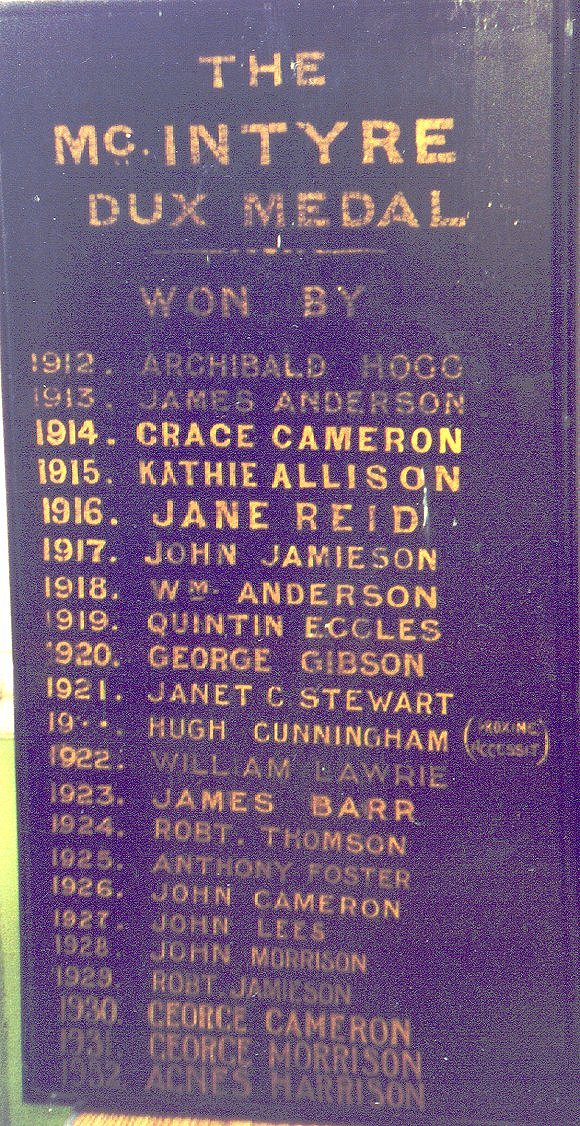 THE
Mc. INTYRE
DUX MEDAL
WON BY
1912. ARCHIBALD HOGG
1913. JAMES ANDERSON
1914. GRACE CAMERON
1915. KATHIE ALLISON
1916. JANE REID
1917. JOHN JAMIESON
1918. Wm. ANDERSON
1919. QUINTIN ECCLES
1920. GEORGE GIBSON
1921. JANET C STEWART
19··. HUGH CUNNINGHAM (PROXIME ACCESSIT)
1922. WILLIAM LAWRIE
1923. JAMES BARR
1924. ROBT. THOMSON
1925. ANTHONY FOSTER
1926. JOHN CAMERON
1927. JOHN LEES
1928. JOHN MORRISON
1929. ROBT. JAMIESON
1930 GEORGE CAMERON
1931. GEORGE MORRISON
1932. AGNES HARRISON